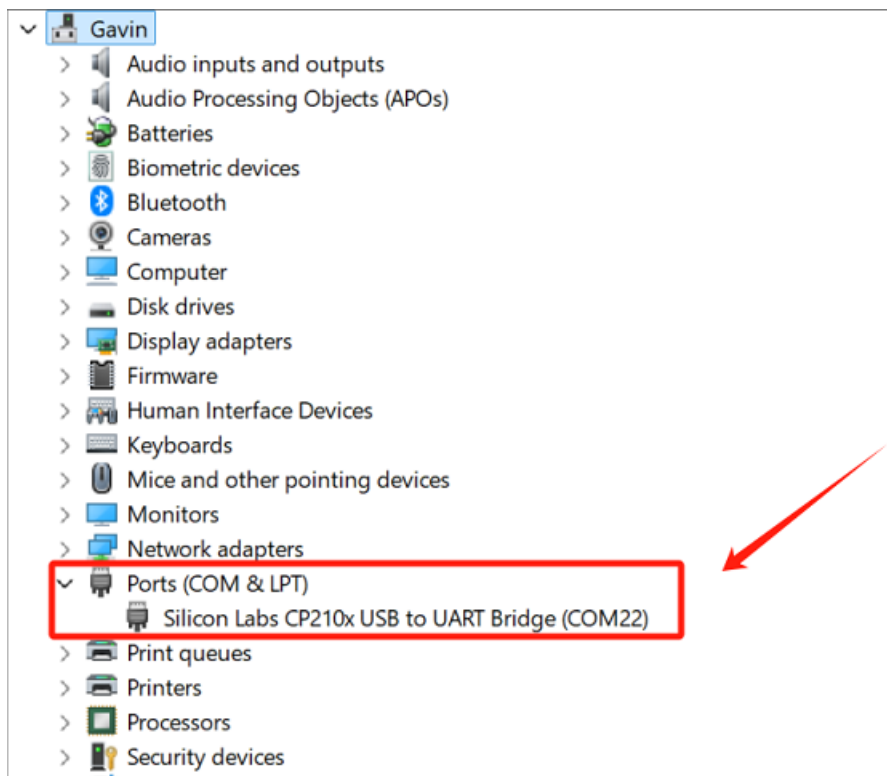 Gavin
Audio inputs and outputs
Audio Processing Objects (APOs)
Batteries
Biometric devices
Bluetooth
Cameras
Computer
Disk drives
Display adapters
Firmware
Human Interface Devices
Keyboards
Mice and other pointing devices
Monitors
Network adapters
Ports (COM & LPT)
Silicon Labs CP210x USB to UART Bridge (COM22)
Print queues
Printers
Processors
Security devices